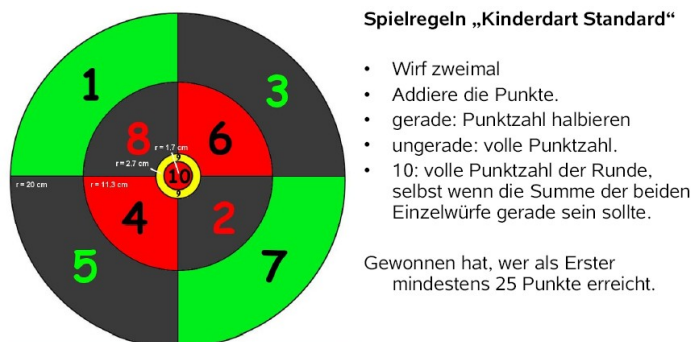 1
3
8
6
r = 1,7 cm
r = 2.7 cm
9
10
9
r = 20 cm
r = 11.3 cm
4
2
5
7
Spielregeln „Kinderdart Standard“
• Wirf zweimal
• Addiere die Punkte.
• gerade: Punktzahl halbieren
• ungerade: volle Punktzahl.
• 10: volle Punktzahl der Runde,
selbst wenn die Summe der beiden
Einzelwürfe gerade sein sollte.
Gewonnen hat, wer als Erster
mindestens 25 Punkte erreicht.